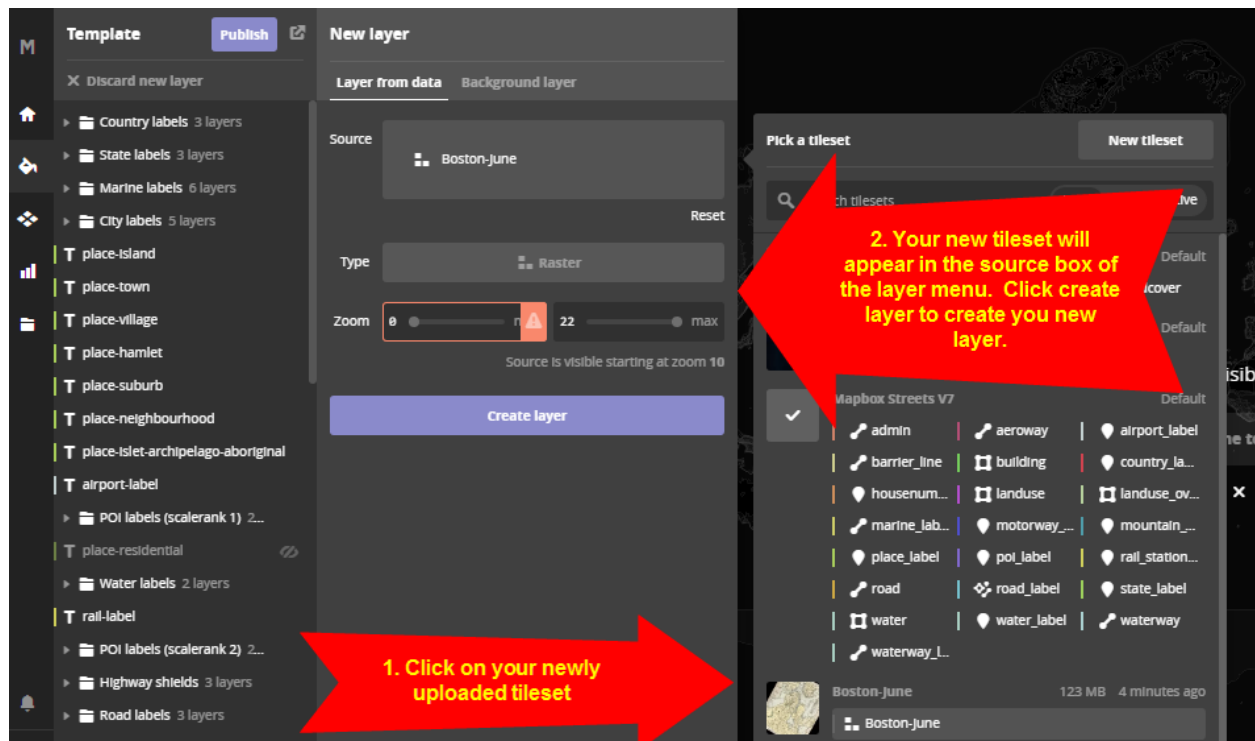 M
Template
Publish
New layer
X Discard new layer
Layer from data
Background layer
Country labels 3 layers
State labels 3 layers
Marine labels 6 layers
City labels 5 layers
place-island
place-town
place-village
place-hamlet
place-suburb
place-neighbourhood
place-islet-archipelago-aboriginal
airport-label
POI labels (scalerank 1) 2...
place-residential
Water labels 2 layers
rail-label
POI labels (scalerank 2) 2...
Highway shields 3 layers
Road labels 3 layers
Source
Boston-June
Reset
Type
Raster
Zoom
0
22
max
Source is visible starting at zoom 10
Create layer
Pick a tileset
New tileset
tilesets
Default
Default
Mapbox Streets V7
Default
admin
aeroway
airport_label
barrier_line
building
country_la...
housenum...
landuse
landuse_ov...
marine_lab...
motorway_...
mountain_...
place_label
poi_label
rail_station...
road
road_label
state_label
water
water_label
waterway
waterway_l...
Boston-June
123 MB
4 minutes ago
Boston-June
1. Click on your newly
uploaded tileset
2. Your new tileset will
appear in the source box of
the layer menu. Click create
layer to create you new
layer.